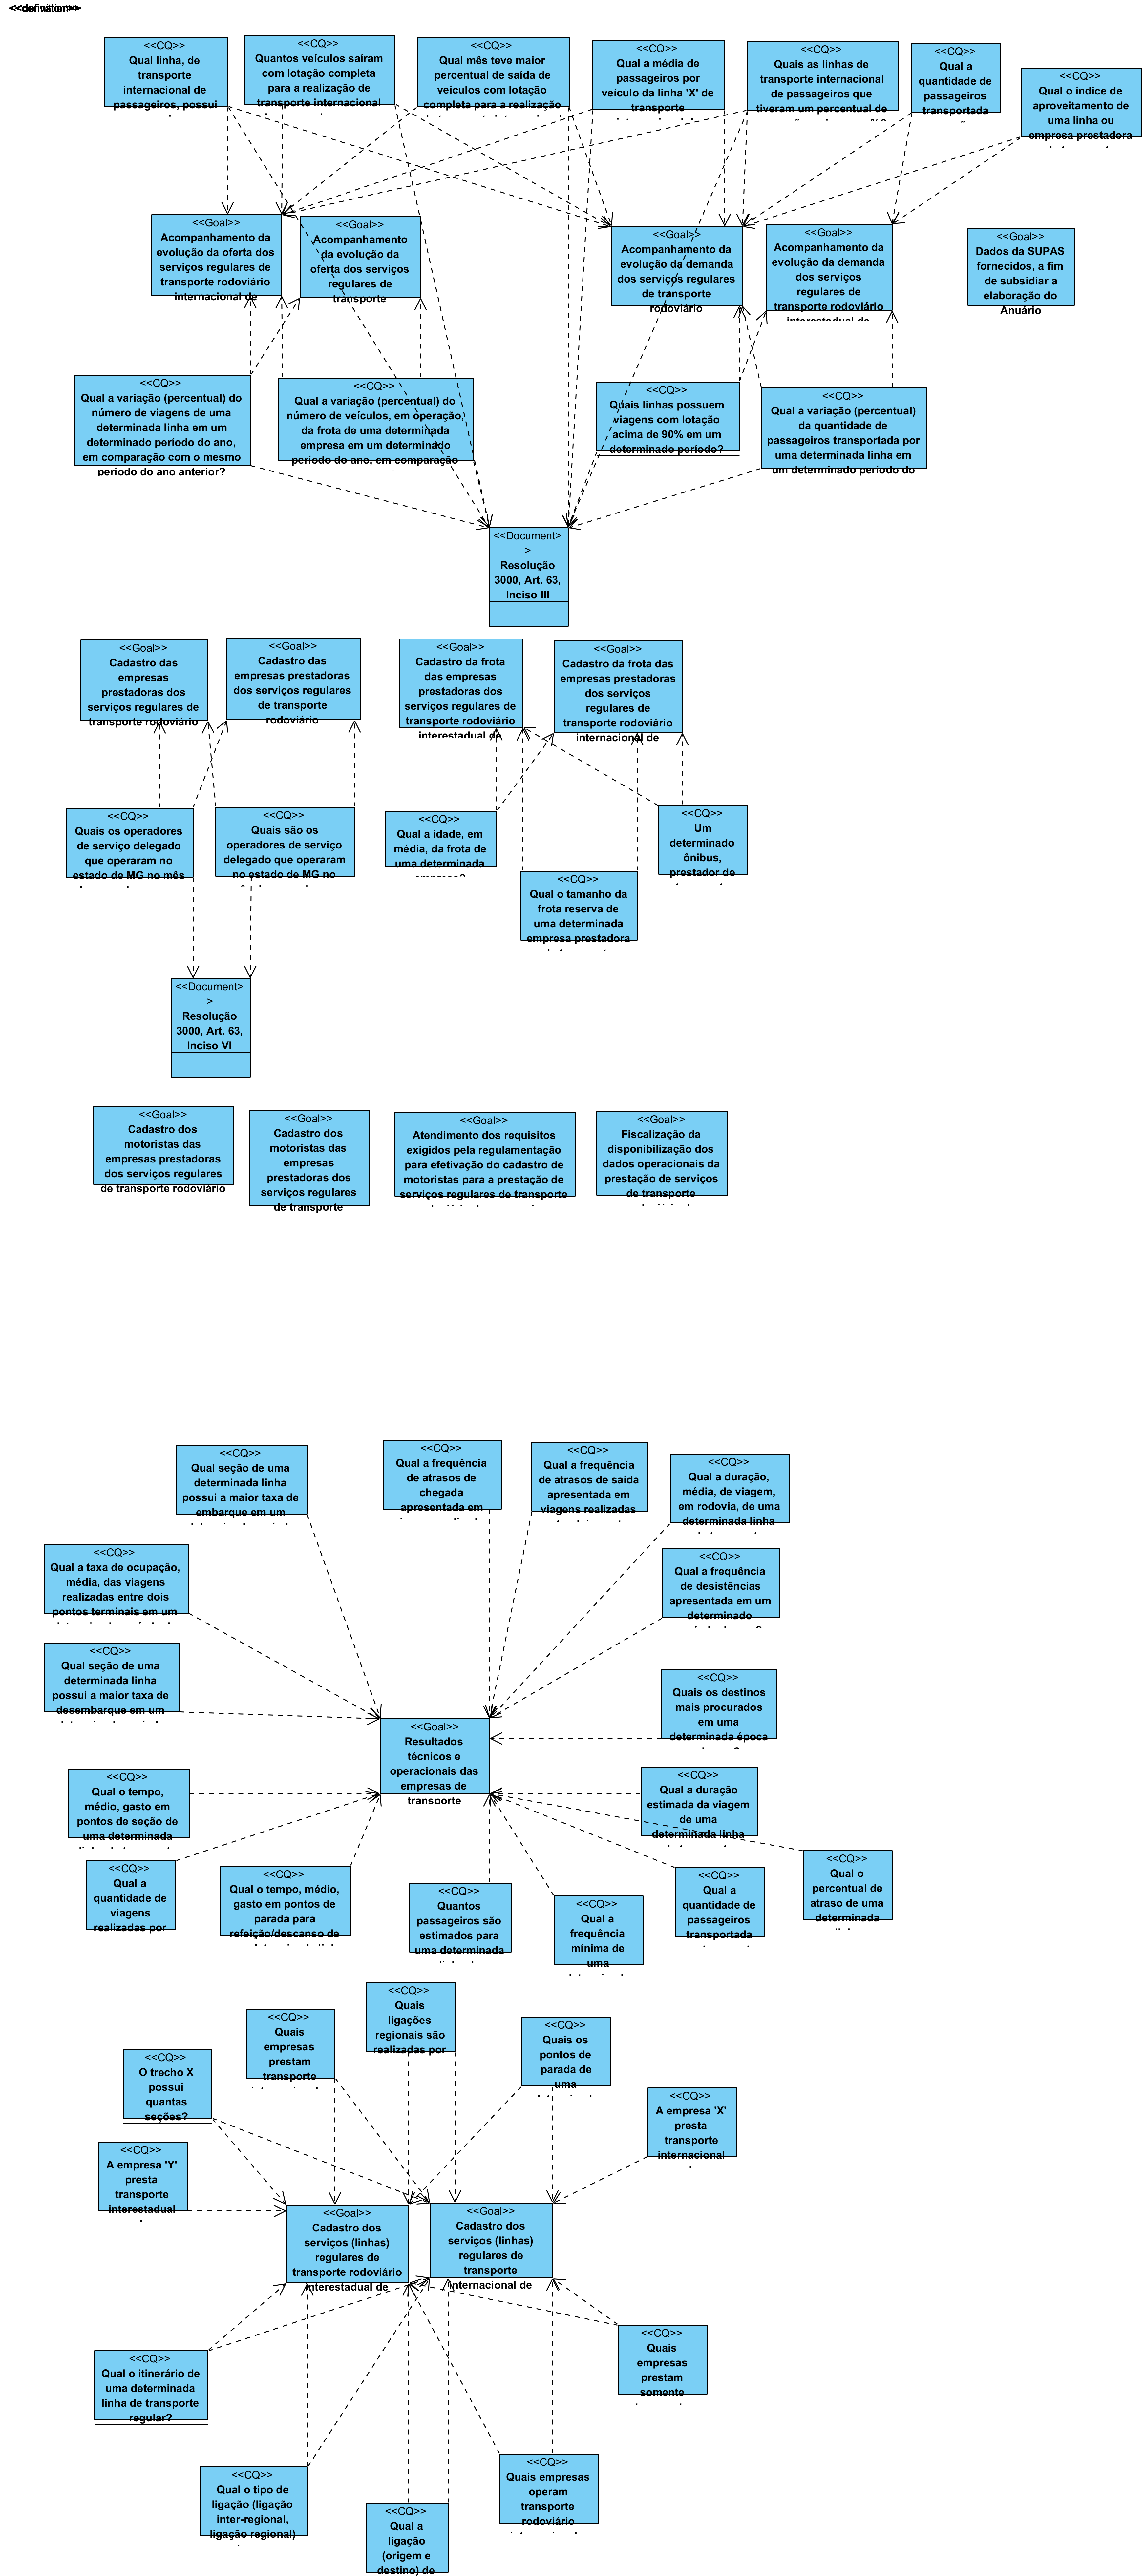 <<CQ>>
Qual linha, de
transporte
internacional de
passageiros, possui
<<CQ>>
Quantos veículos saíram
com lotação completa
para a realização de
transporte internacional
<<CQ>>
Qual mês teve maior
percentual de saída de
veículos com lotação
completa para a realização
<<CQ>>
Qual a média de
passageiros por
veículo da linha 'X' de
transporte
<<CQ>>
Quais as linhas de
transporte internacional
de passageiros que
tiveram um percentual de
<<CQ>>
Qual a
quantidade de
passageiros
transportada
<<CQ>>
Qual o índice de
aproveitamento de
uma linha ou
empresa prestadora
<<Goal>>
Acompanhamento da
evolução da oferta dos
serviços regulares de
transporte rodoviário
internacional de
<<Goal>>
Acompanhamento
da evolução da
oferta dos serviços
regulares de
transporte
<<Goal>>
Acompanhamento da
evolução da demanda
dos serviços regulares
de transporte
rodoviário
<<Goal>>
Acompanhamento da
evolução da demanda
dos serviços
regulares de
transporte rodoviário
interestadual de
<<Goal>>
Dados da SUPAS
fornecidos, a fim
de subsidiar a
elaboração do
Anuário
<<CQ>>
Qual a variação (percentual) do
número de viagens de uma
determinada linha em um
determinado período do ano,
em comparação com o mesmo
período do ano anterior?
<<CQ>>
Qual a variação (percentual) do
número de veículos, em operação,
da frota de uma determinada
empresa em um determinado
período do ano, em comparação
<<CQ>>
Quais linhas possuem
viagens com lotação
acima de 90% em um
determinado período?
<<CQ>>
Qual a variação (percentual)
da quantidade de
passageiros transportada por
uma determinada linha em
um determinado período do
<<Document>
>
Resolução
3000, Art. 63,
Inciso III
<<Goal>>
Cadastro das
empresas
prestadoras dos
serviços regulares de
transporte rodoviário
<<Goal>>
Cadastro das
empresas prestadoras
dos serviços regulares
de transporte
rodoviário
<<Goal>>
Cadastro da frota
das empresas
prestadoras dos
serviços regulares de
transporte rodoviário
interestadual de
<<Goal>>
Cadastro da frota das
empresas prestadoras
dos serviços
regulares de
transporte rodoviário
internacional de
<<CQ>>
Quais os operadores
de serviço delegado
que operaram no
estado de MG no mês
<<CQ>>
Quais são os
operadores de serviço
delegado que operaram
no estado de MG no
<<CQ>>
Qual a idade, em
média, da frota de
uma determinada
empresa?
<<CQ>>
Um
determinado
ônibus,
prestador de
<<CQ>>
Qual o tamanho da
frota reserva de
uma determinada
empresa prestadora
<<Document>
>
Resolução
3000, Art. 63,
Inciso VI
<<Goal>>
Cadastro dos
motoristas das
empresas prestadoras
dos serviços regulares
de transporte rodoviário
<<Goal>>
Cadastro dos
motoristas das
empresas
prestadoras dos
serviços regulares
de transporte
<<Goal>>
Atendimento dos requisitos
exigidos pela regulamentação
para efetivação do cadastro de
motoristas para a prestação de
serviços regulares de transporte
<<Goal>>
Fiscalização da
disponibilização dos
dados operacionais da
prestação de serviços
de transporte
<<CQ>>
Qual seção de uma
determinada linha
possui a maior taxa de
embarque em um
<<CQ>>
Qual a frequência
de atrasos de
chegada
apresentada em
<<CQ>>
Qual a frequência
de atrasos de saída
apresentada em
viagens realizadas
<<CQ>>
Qual a duração,
média, de viagem,
em rodovia, de uma
determinada linha
<<CQ>>
Qual a taxa de ocupação,
média, das viagens
realizadas entre dois
pontos terminais em um
<<CQ>>
Qual a frequência
de desistências
apresentada em um
determinado
<<CQ>>
Qual seção de uma
determinada linha
possui a maior taxa de
desembarque em um
<<CQ>>
Quais os destinos
mais procurados
em uma
determinada época
<<Goal>>
Resultados
técnicos e
operacionais das
empresas de
transporte
<<CQ>>
Qual o tempo,
médio, gasto em
pontos de seção de
uma determinada
<<CQ>>
Qual a duração
estimada da viagem
de uma
determinada linha
<<CQ>>
Qual a
quantidade de
viagens
realizadas por
<<CQ>>
Qual o tempo, médio,
gasto em pontos de
parada para
refeição/descanso de
<<CQ>>
Quantos
passageiros são
estimados para
uma determinada
<<CQ>>
Qual a
frequência
mínima de
uma
<<CQ>>
Qual a
quantidade de
passageiros
transportada
<<CQ>>
Qual o
percentual de
atraso de uma
determinada
<<CQ>>
Quais
ligações
regionais são
realizadas por
<<CQ>>
Quais
empresas
prestam
transporte
<<CQ>>
Quais os
pontos de
parada de
uma
<<CQ>>
O trecho X
possui
quantas
seções?
<<CQ>>
A empresa 'X'
presta
transporte
internacional
<<CQ>>
A empresa 'Y'
presta
transporte
interestadual
<<Goal>>
Cadastro dos
serviços (linhas)
regulares de
transporte rodoviário
interestadual de
<<Goal>>
Cadastro dos
serviços (linhas)
regulares de
transporte
internacional de
<<CQ>>
Quais
empresas
prestam
somente
<<CQ>>
Qual o itinerário de
uma determinada
linha de transporte
regular?
<<CQ>>
Quais empresas
operam
transporte
rodoviário
<<CQ>>
Qual o tipo de
ligação (ligação
inter-regional,
ligação regional)
<<CQ>>
Qual a
ligação
(origem e
destino) de